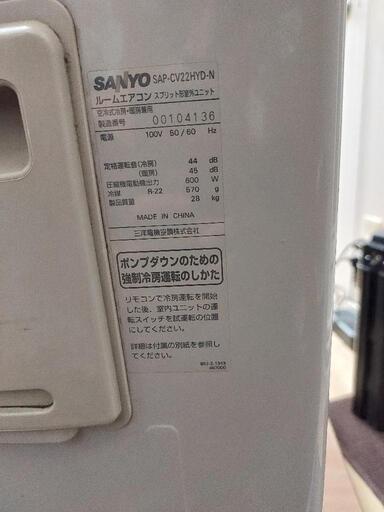 SANYO SAP-CV22HYD-N
ルームエアコン スプリット形室外ユニット
空冷式冷房・暖房兼用
製造番号 00104136
電源 100V 50/60 Hz
定格運転音(冷房) 44 dB
(暖房) 45 dB
圧縮機電動機出力 600 W
冷媒 R-22 570 g
製品質量 28 kg
MADE IN CHINA
三洋電機空調株式会社
ポンプダウンのための
強制冷房運転のしかた
リモコンで冷房運転を開始
した後、室内ユニットの運
転スイッチを試運転の位置
にしてください。
詳細は付属の別紙を参照し
てください。